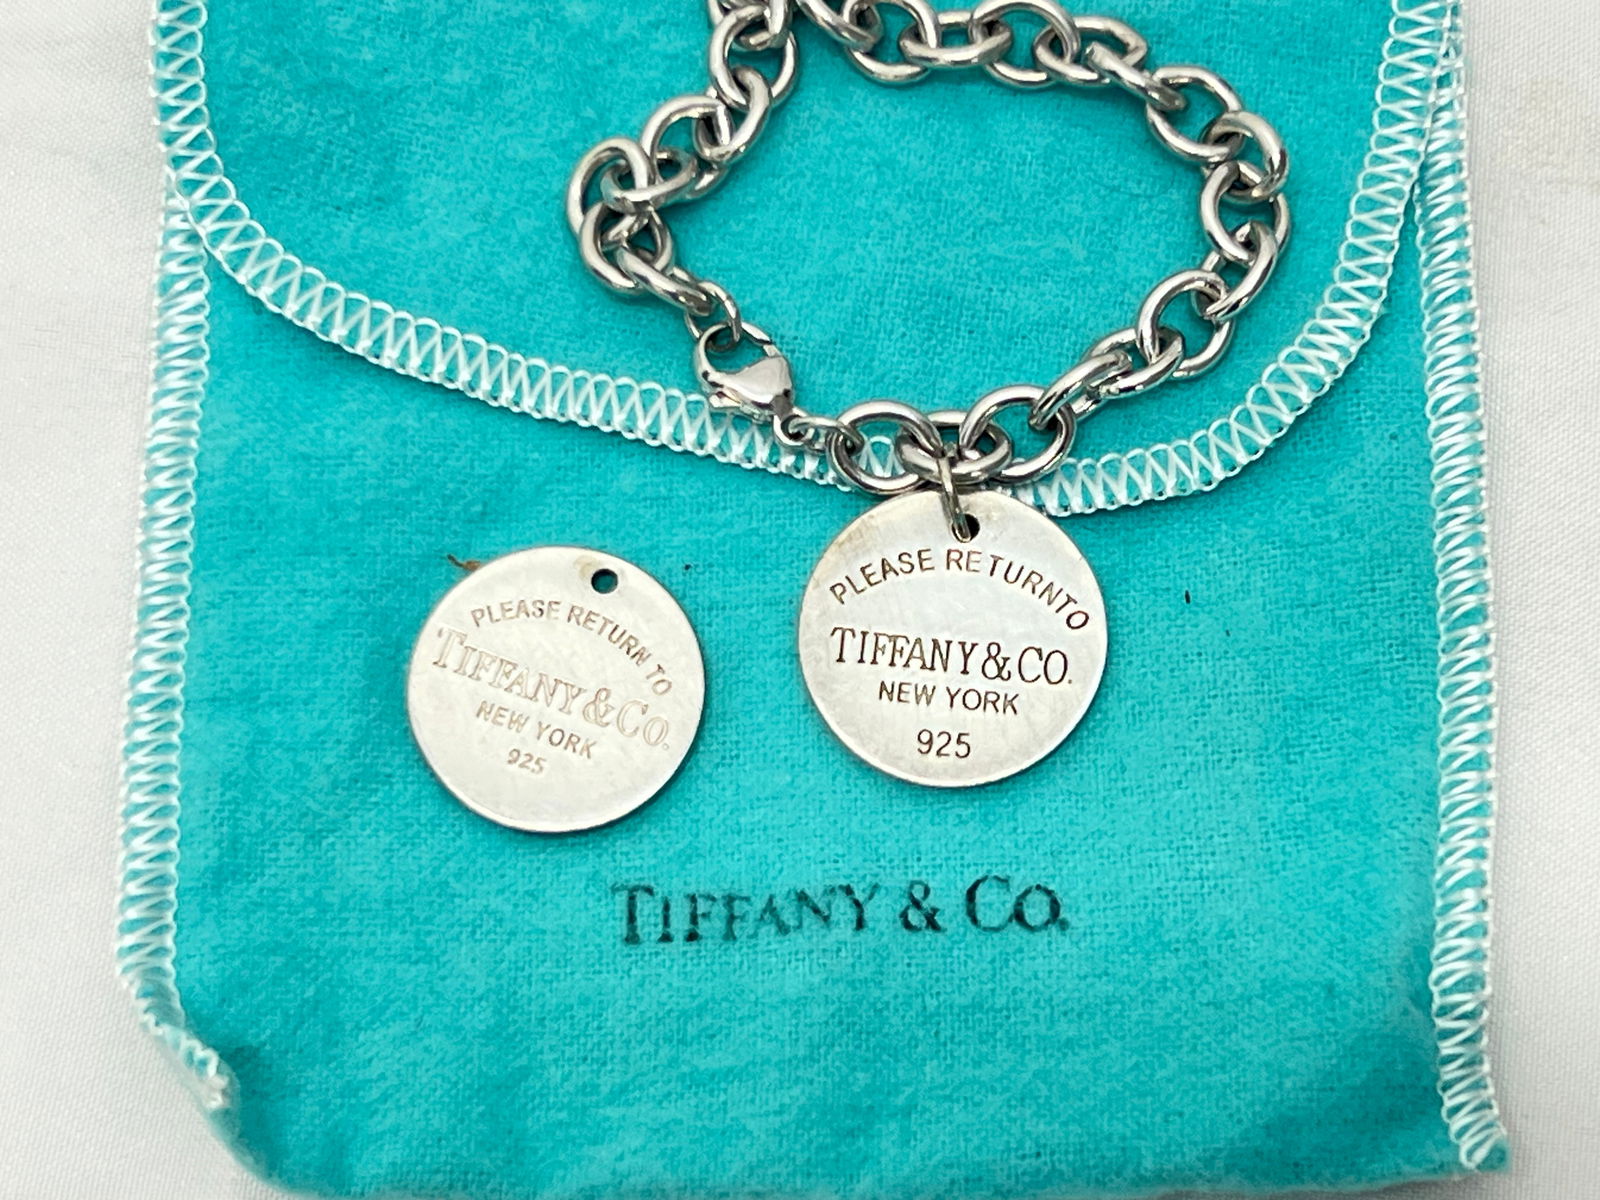 PLEASE RETURN TO
TIFFANY & CO.
NEW YORK
925
PLEASE RETURNTO
TIFFANY & CO.
NEW YORK
925
TIFFANY & CO.